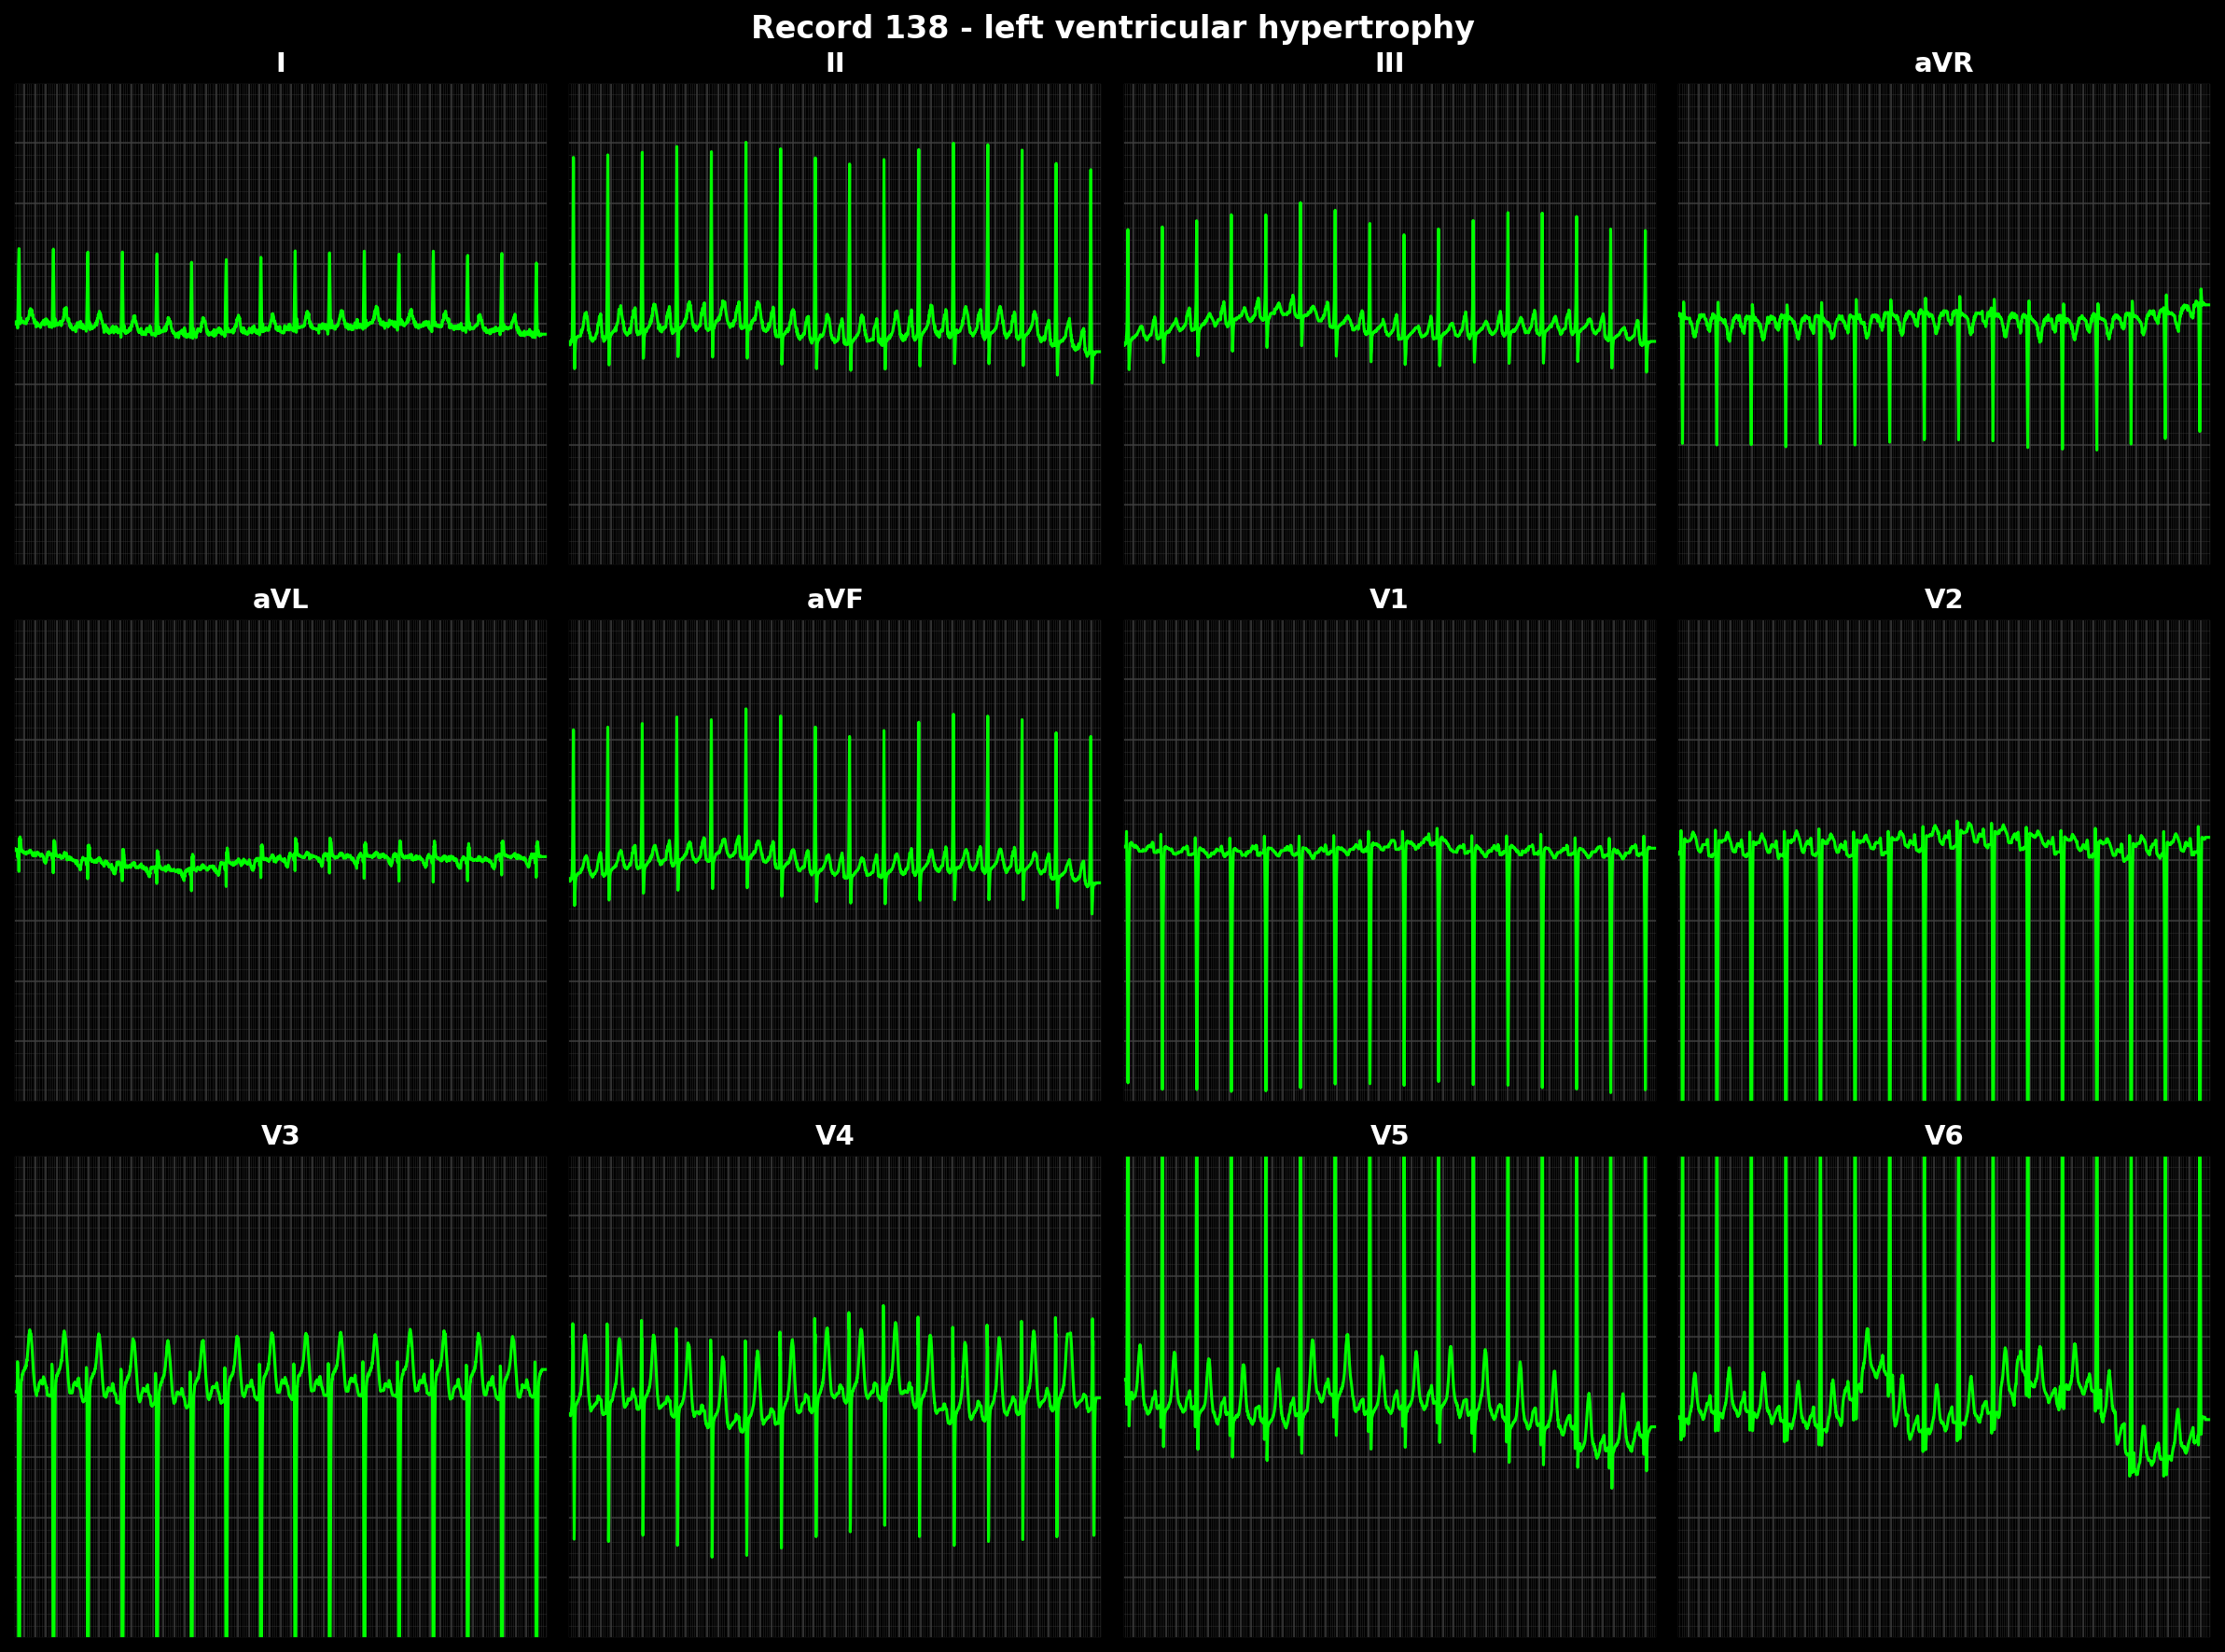 Record 138 - left ventricular hypertrophy
I
II
III
aVR
aVL
aVF
V1
V2
V3
V4
V5
V6